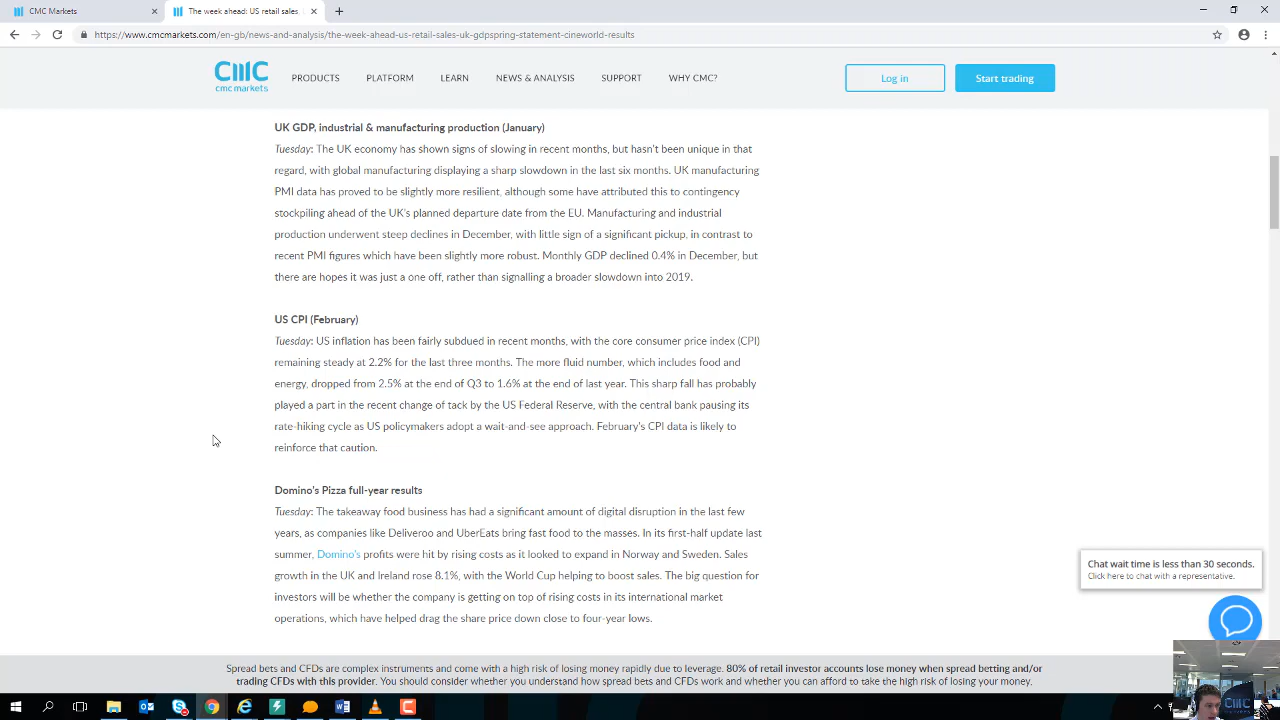 CMC Markets
The week ahead: US retail sales
https://www.cmcmarkets.com/en-gb/news-and-analysis/the-week-ahead-us-retail-sales-uk-gdpspring-statement-cineworld-results
cmc markets
PRODUCTS PLATFORM LEARN NEWS & ANALYSIS SUPPORT WHY CMC? Log in Start trading
UK GDP, industrial & manufacturing production (January)
Tuesday: The UK economy has shown signs of slowing in recent months, but hasn't been unique in that
regard, with global manufacturing displaying a sharp slowdown in the last six months. UK manufacturing
PMI data has proved to be slightly more resilient, although some have attributed this to contingency
stockpiling ahead of the UK's planned departure date from the EU. Manufacturing and industrial
production underwent steep declines in December, with little sign of a significant pickup, in contrast to
recent PMI figures which have been slightly more robust. Monthly GDP declined 0.4% in December, but
there are hopes it was just a one off, rather than signalling a broader slowdown into 2019.
US CPI (February)
Tuesday: US inflation has been fairly subdued in recent months, with the core consumer price index (CPI)
remaining steady at 2.2% for the last three months. The more fluid number, which includes food and
energy, dropped from 2.5% at the end of Q3 to 1.6% at the end of last year. This sharp fall has probably
played a part in the recent change of tack by the US Federal Reserve, with the central bank pausing its
rate-hiking cycle as US policymakers adopt a wait-and-see approach. February's CPI data is likely to
reinforce that caution.
Domino's Pizza full-year results
Tuesday: The takeaway food business has had a significant amount of digital disruption in the last few
years, as companies like Deliveroo and UberEats bring fast food to the masses. In its first-half update last
summer, Domino's profits were hit by rising costs as it looked to expand in Norway and Sweden. Sales
growth in the UK and Ireland rose 8.1%, with the World Cup helping to boost sales. The big question for
investors will be whether the company is getting on top of rising costs in its international market
operations, which have helped drag the share price down close to four-year lows.
Chat wait time is less than 30 seconds.
Click here to chat with a representative.
Spread bets and CFDs are complex instruments and come with a high risk of losing money rapidly due to leverage. 80% of retail investor accounts lose money when spread betting and/or
trading CFDs with this provider. You should consider whether you understand how spread bets and CFDs work and whether you can afford to take the high risk of losing your money.